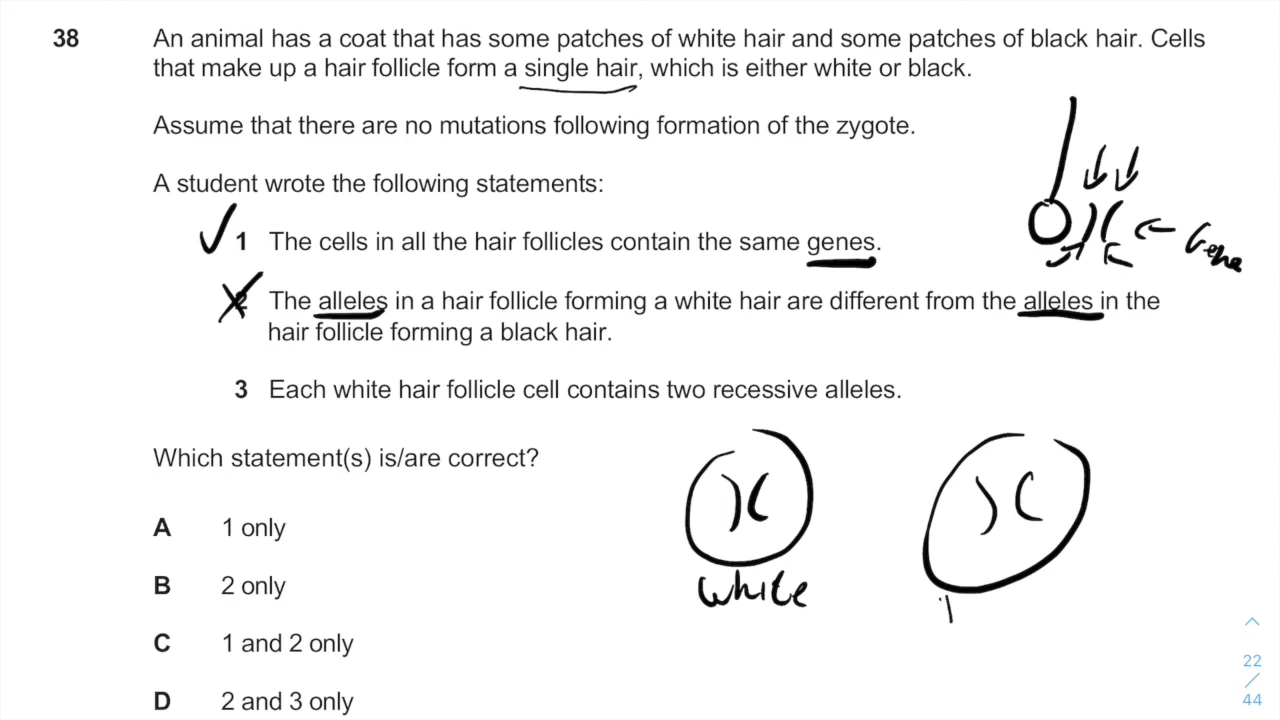 38 An animal has a coat that has some patches of white hair and some patches of black hair. Cells
that make up a hair follicle form a single hair, which is either white or black.
Assume that there are no mutations following formation of the zygote.
A student wrote the following statements:
1 The cells in all the hair follicles contain the same genes.
Gene
2 The alleles in a hair follicle forming a white hair are different from the alleles in the
hair follicle forming a black hair.
3 Each white hair follicle cell contains two recessive alleles.
Which statement(s) is/are correct?
A 1 only
B 2 only
white
C 1 and 2 only
D 2 and 3 only
22
/
44